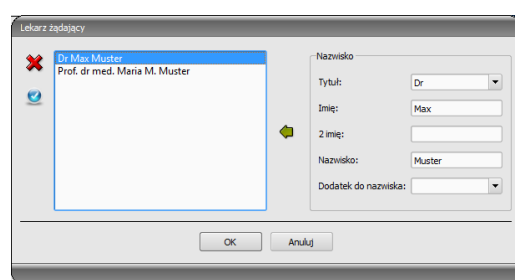 Lekarz żądający
Dr Max Muster
Prof. dr med. Maria M. Muster
Nazwisko
Tytuł: Dr
Imię: Max
2 imię:
Nazwisko: Muster
Dodatek do nazwiska:
OK Anuluj